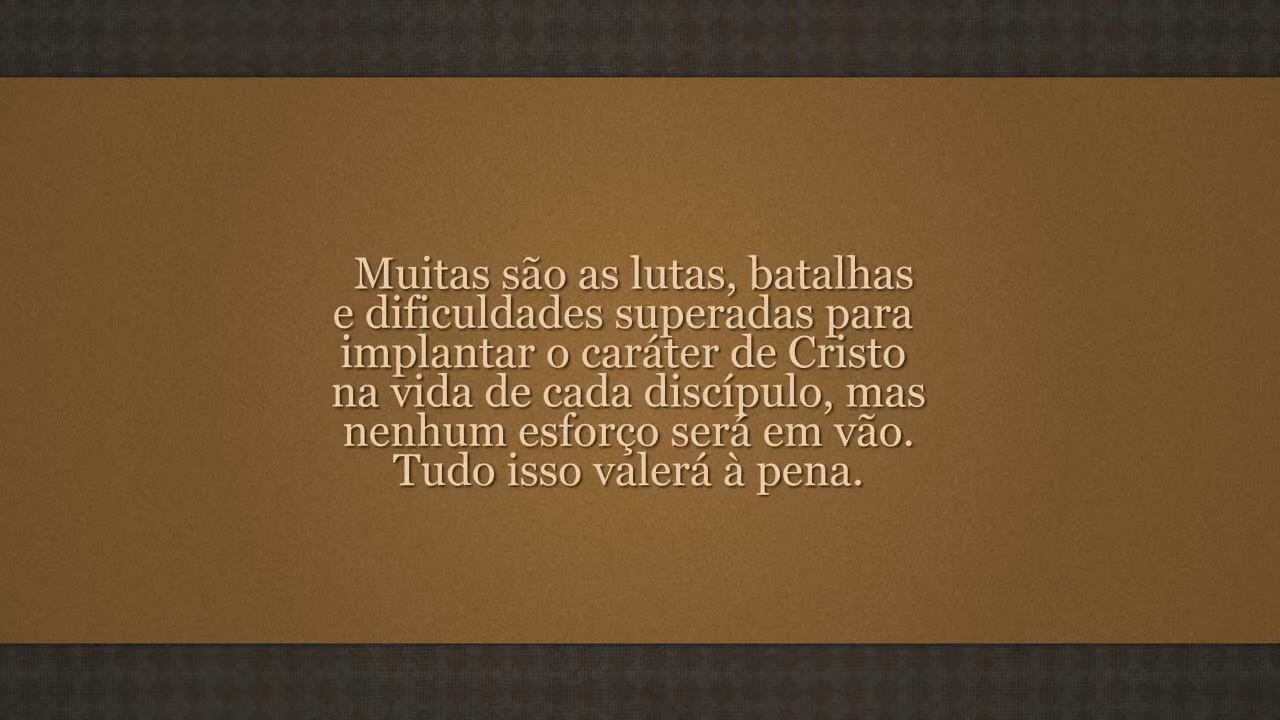 Muitas são as lutas, batalhas
e dificuldades superadas para
implantar o caráter de Cristo
na vida de cada discípulo, mas
nenhum esforço será em vão.
Tudo isso valerá à pena.